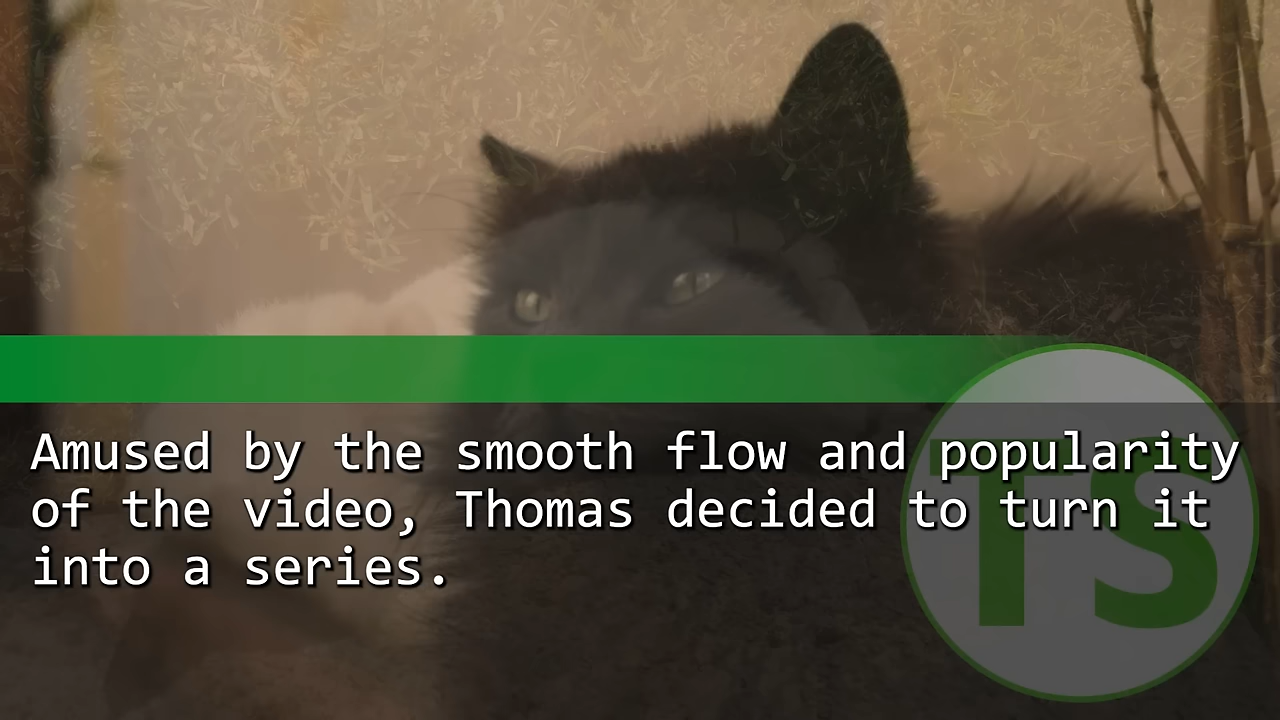 Amused by the smooth flow and popularity
of the video, Thomas decided to turn it
into a series.
TS